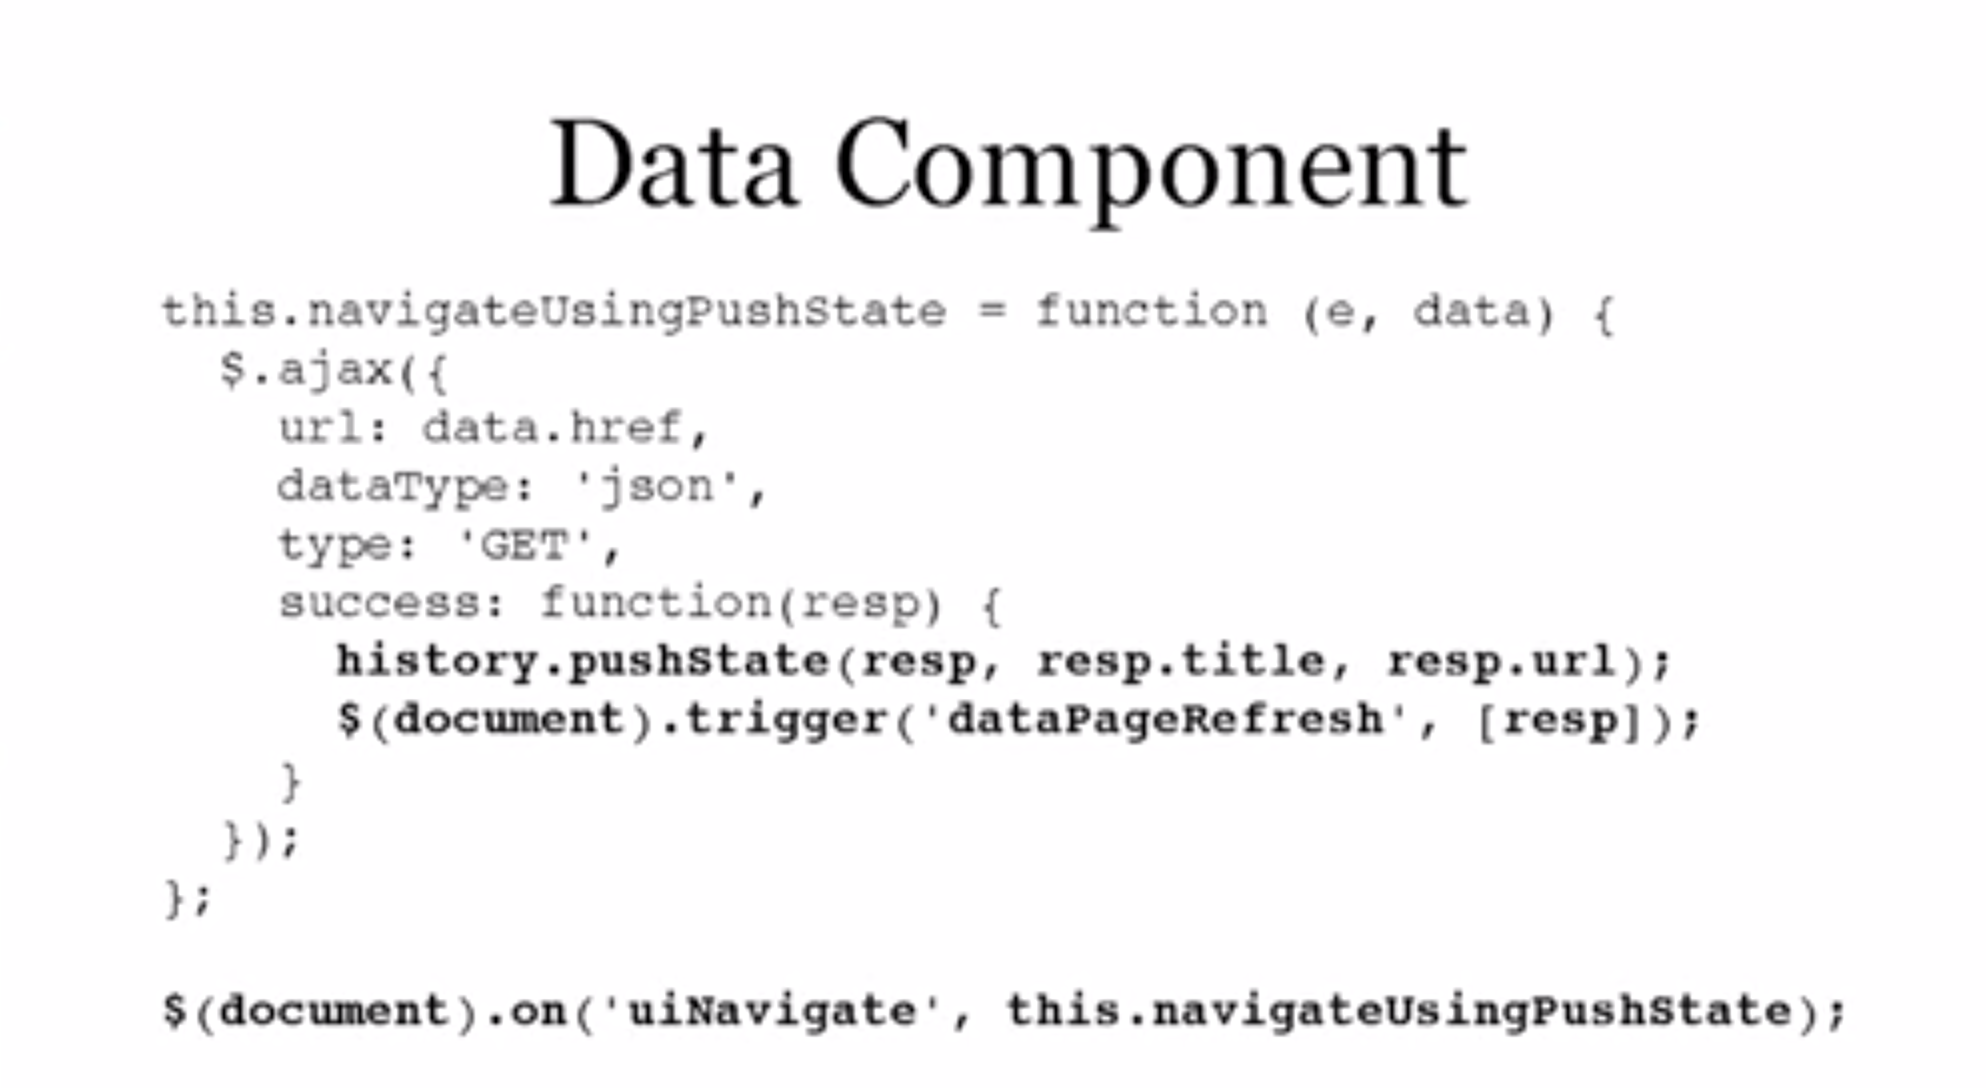 Data Component
this.navigateUsingPushState = function (e, data) {
  $.ajax({
    url: data.href,
    dataType: 'json',
    type: 'GET',
    success: function(resp) {
      history.pushState(resp, resp.title, resp.url);
      $(document).trigger('dataPageRefresh', [resp]);
    }
  });
};
$(document).on('uiNavigate', this.navigateUsingPushState);